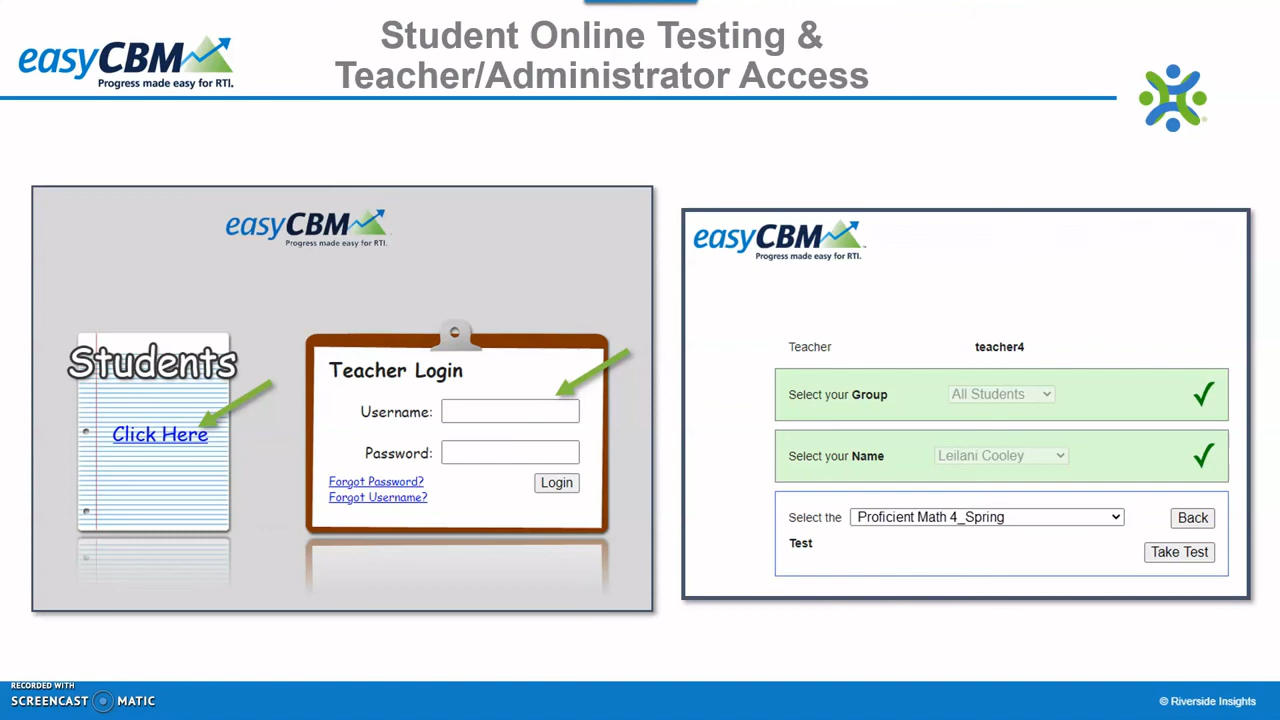 Student Online Testing &
Teacher/Administrator Access
easyCBM
Progress made easy for RTI.
easyCBM
Progress made easy for RTI.
Students
Click Here
Teacher Login
Username:
Password:
Forgot Password?
Forgot Username?
Login
easyCBM™
Progress made easy for RTI.
Teacher teacher4
Select your Group All Students
Select your Name Leilani Cooley
Select the Proficient Math 4_Spring Back
Test
Take Test
RECORDED WITH
SCREENCAST MATIC
© Riverside Insights